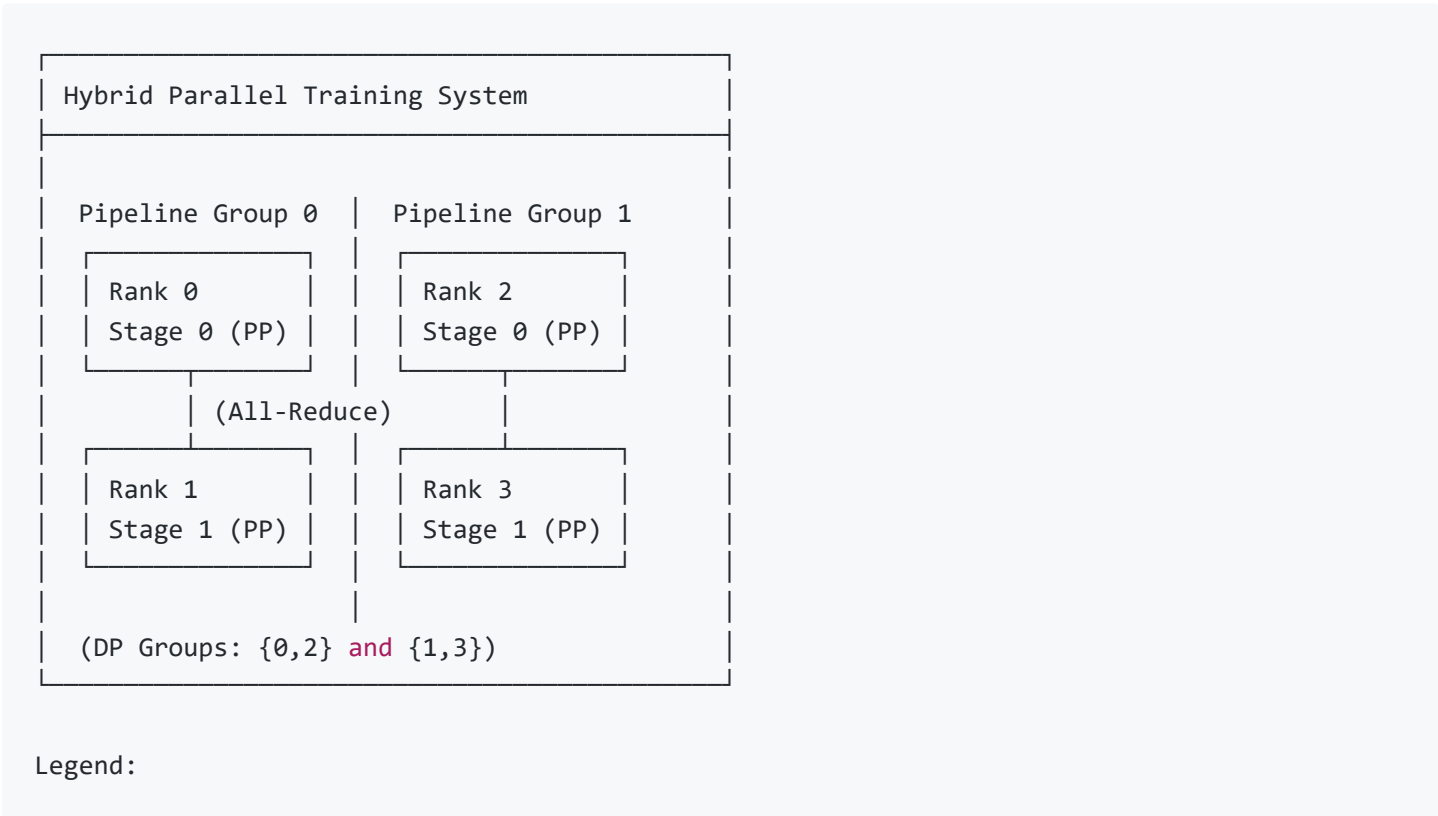 Hybrid Parallel Training System
Pipeline Group 0 Pipeline Group 1
Rank 0 Rank 2
Stage 0 (PP) Stage 0 (PP)
(All-Reduce)
Rank 1 Rank 3
Stage 1 (PP) Stage 1 (PP)
(DP Groups: {0,2} and {1,3})
Legend: